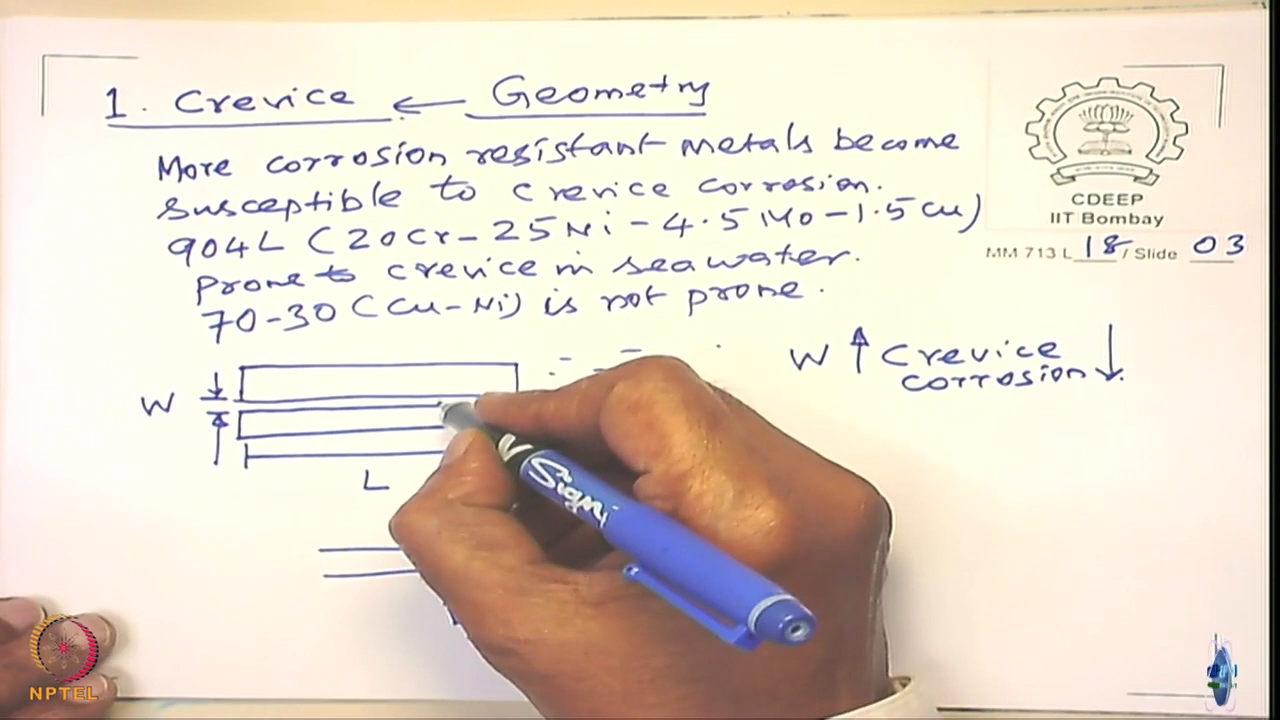 1. Crevice ← Geometry
More corrosion resistant metals become
susceptible to crevice corrosion.
904L (20Cr-25Ni-4.5Mo-1.5Cu)
Prone to crevice in seawater.
70-30 (Cu-Ni) is not prone.
W ↑ Crevice corrosion ↓
W
L
CDEEP
IIT Bombay
MM 713 L 18 / Slide 03
Signi
NPTEL